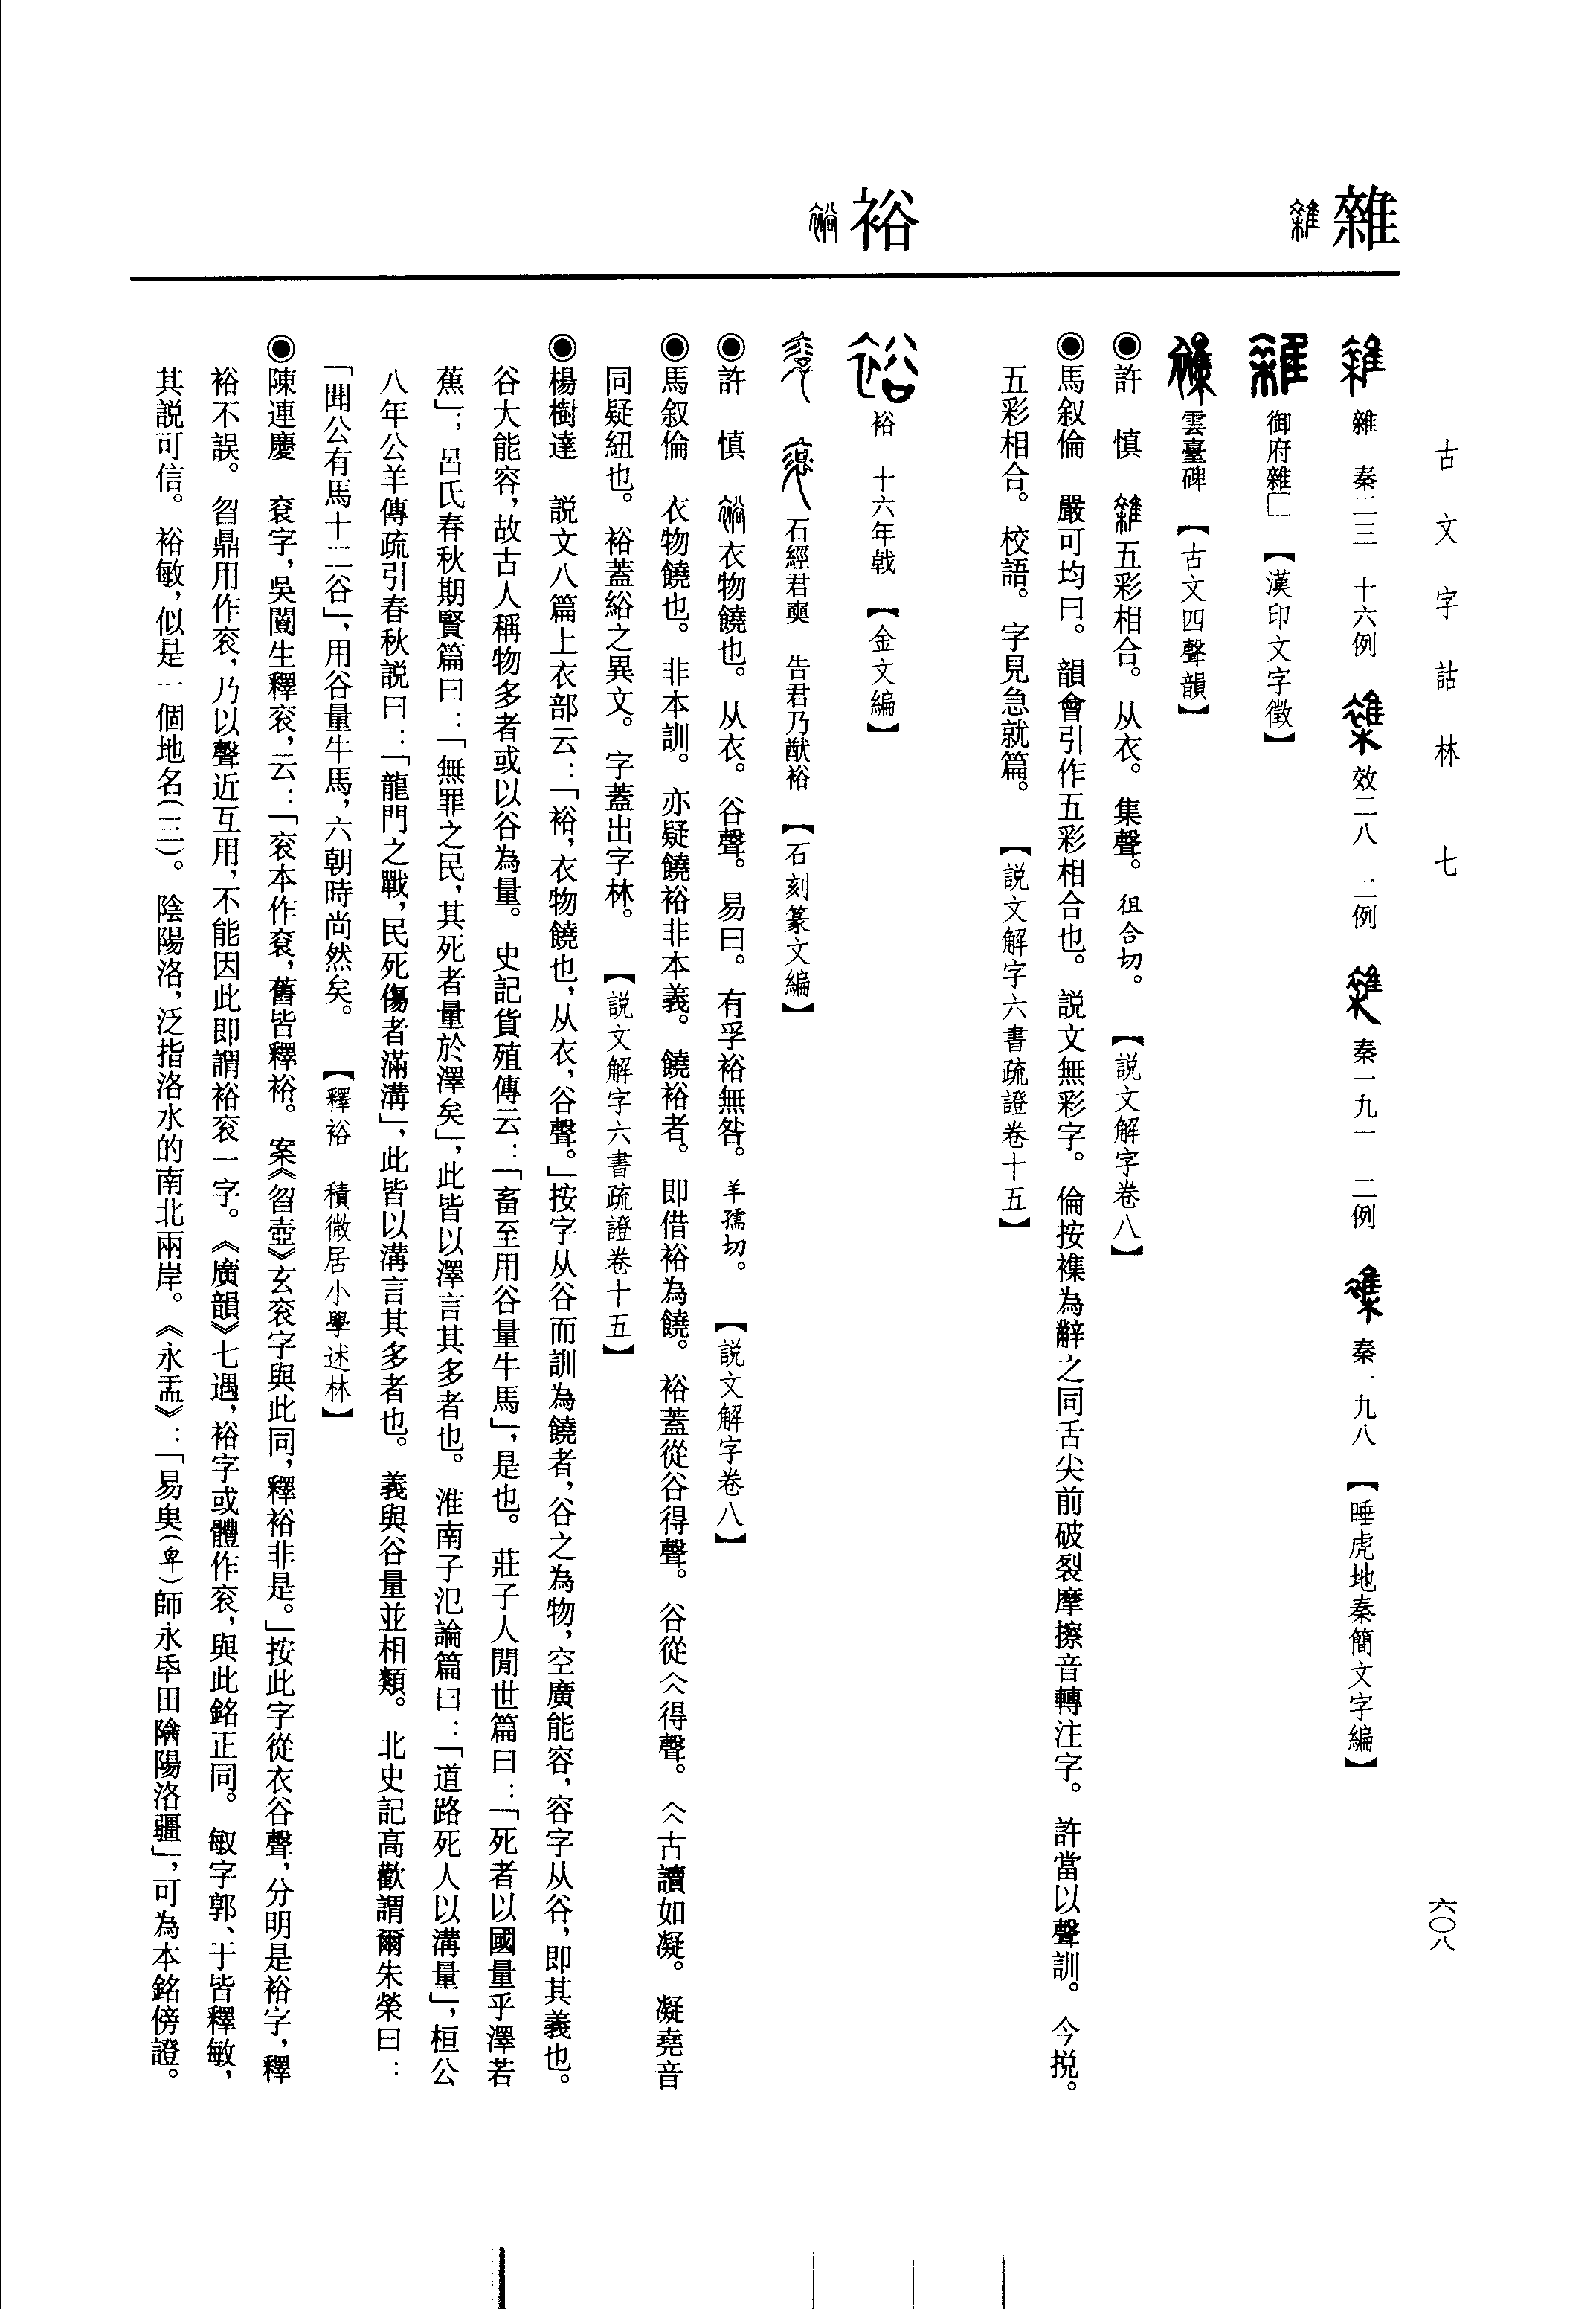 古文字詁林 七
六〇八
雜
裕
雜 秦二三 十六例 效二八 二例 秦一九一 二例 秦一九八 【睡虎地秦簡文字編】
御府雜□ 【漢印文字徵】
雲臺碑 【古文四聲韻】
◉許 慎 五彩相合。从衣。集聲。徂合切。 【説文解字卷八】
◉馬叙倫 嚴可均曰。韻會引作五彩相合也。説文無彩字。倫按襍為辬之同舌尖前破裂摩擦音轉注字。許當以聲訓。今挩。
五彩相合。校語。字見急就篇。 【説文解字六書疏證卷十五】
裕 十六年戟 【金文編】
石經君奭 告君乃猷裕 【石刻篆文編】
◉許 慎 衣物饒也。从衣。谷聲。易曰。有孚裕無咎。羊孺切。 【説文解字卷八】
◉馬叙倫 衣物饒也。非本訓。亦疑饒裕非本義。饒裕者。即借裕為饒。裕蓋從谷得聲。谷從仌得聲。仌古讀如凝。凝堯音
同疑紐也。裕蓋綌之異文。字蓋出字林。 【説文解字六書疏證卷十五】
◉楊樹達 説文八篇上衣部云：「裕，衣物饒也，从衣，谷聲。」按字从谷而訓為饒者，谷之為物，空廣能容，容字从谷，即其義也。
谷大能容，故古人稱物多者或以谷為量。史記貨殖傳云：「畜至用谷量牛馬」，是也。莊子人閒世篇曰：「死者以國量乎澤若
蕉」；呂氏春秋期賢篇曰：「無罪之民，其死者量於澤矣」，此皆以澤言其多者也。淮南子氾論篇曰：「道路死人以溝量」，桓公
八年公羊傳疏引春秋説曰：「龍門之戰，民死傷者滿溝」，此皆以溝言其多者也。義與谷量並相類。北史記高歡謂爾朱榮曰：
「聞公有馬十二谷」，用谷量牛馬，六朝時尚然矣。 【釋裕 積微居小學述林】
◉陳連慶 㝐字，吳闓生釋衮，云：「衮本作㝐，舊皆釋裕。案《曶壺》玄衮字與此同，釋裕非是。」按此字從衣谷聲，分明是裕字，釋
裕不誤。曶鼎用作衮，乃以聲近互用，不能因此即謂裕衮一字。《廣韻》七遇，裕字或體作衮，與此銘正同。敏字郭、于皆釋敏，
其説可信。裕敏，似是一個地名（三）。陰陽洛，泛指洛水的南北兩岸。《永盂》：「易㚖（卑）師永氒田陰陽洛疆」，可為本銘傍證。